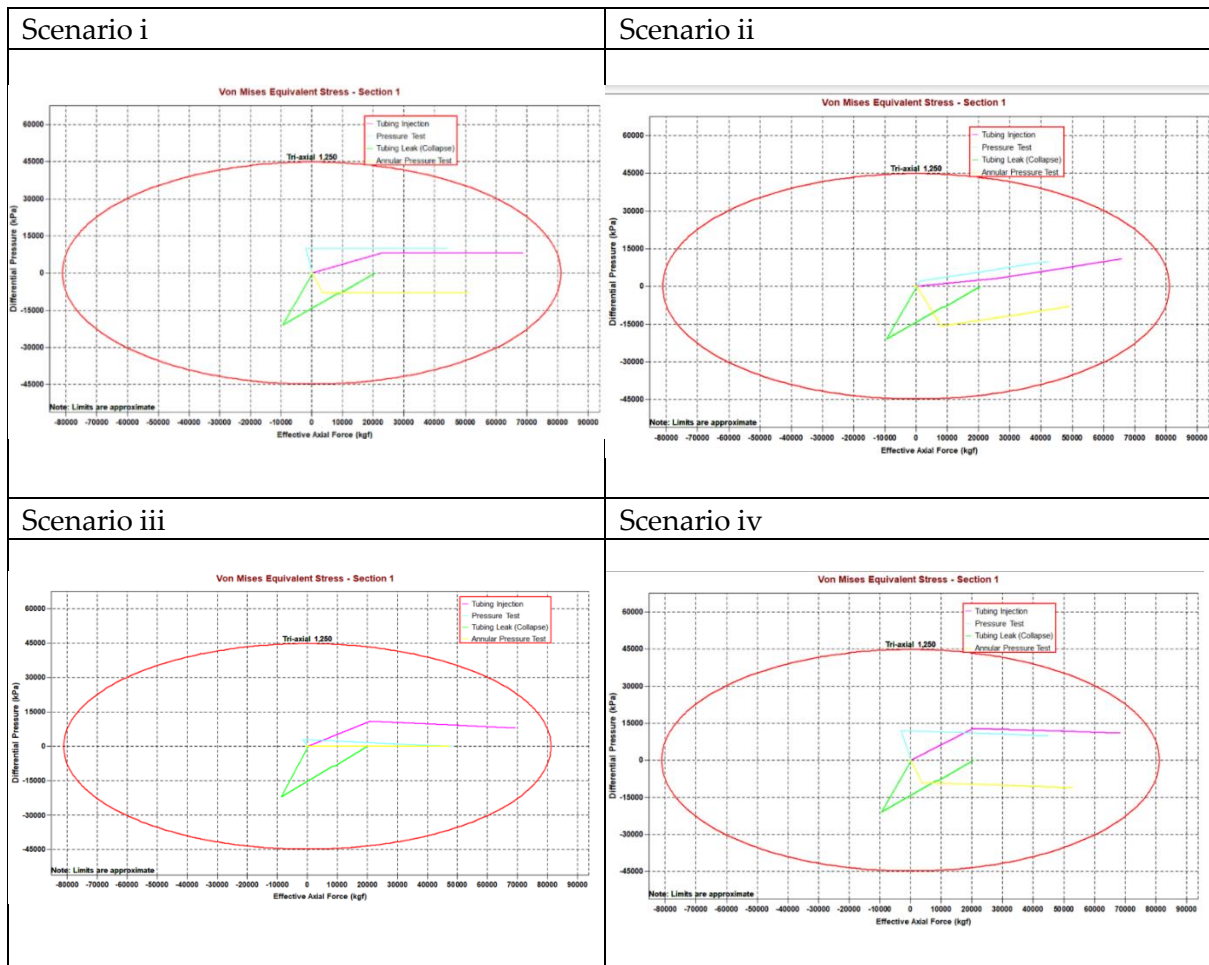 Scenario i
Scenario ii
Von Mises Equivalent Stress - Section 1
Tubing Injection
Pressure Test
Tubing Leak (Collapse)
Annular Pressure Test
Tri-axial 1,250
60000
45000
30000
15000
0
-15000
-30000
-45000
Differential Pressure (kPa)
Note: Limits are approximate
-80000 -70000 -60000 -50000 -40000 -30000 -20000 -10000 0 10000 20000 30000 40000 50000 60000 70000 80000 90000
Effective Axial Force (kgf)
Von Mises Equivalent Stress - Section 1
Tubing Injection
Pressure Test
Tubing Leak (Collapse)
Annular Pressure Test
Tri-axial 1,250
60000
45000
30000
15000
0
-15000
-30000
-45000
Differential Pressure (kPa)
Note: Limits are approximate
-80000 -70000 -60000 -50000 -40000 -30000 -20000 -10000 0 10000 20000 30000 40000 50000 60000 70000 80000 90000
Effective Axial Force (kgf)
Scenario iii
Scenario iv
Von Mises Equivalent Stress - Section 1
Tubing Injection
Pressure Test
Tubing Leak (Collapse)
Annular Pressure Test
Tri-axial 1,250
60000
45000
30000
15000
0
-15000
-30000
-45000
Differential Pressure (kPa)
Note: Limits are approximate
-80000 -70000 -60000 -50000 -40000 -30000 -20000 -10000 0 10000 20000 30000 40000 50000 60000 70000 80000 90000
Effective Axial Force (kgf)
Von Mises Equivalent Stress - Section 1
Tubing Injection
Pressure Test
Tubing Leak (Collapse)
Annular Pressure Test
Tri-axial 1,250
60000
45000
30000
15000
0
-15000
-30000
-45000
Differential Pressure (kPa)
Note: Limits are approximate
-80000 -70000 -60000 -50000 -40000 -30000 -20000 -10000 0 10000 20000 30000 40000 50000 60000 70000 80000 90000
Effective Axial Force (kgf)